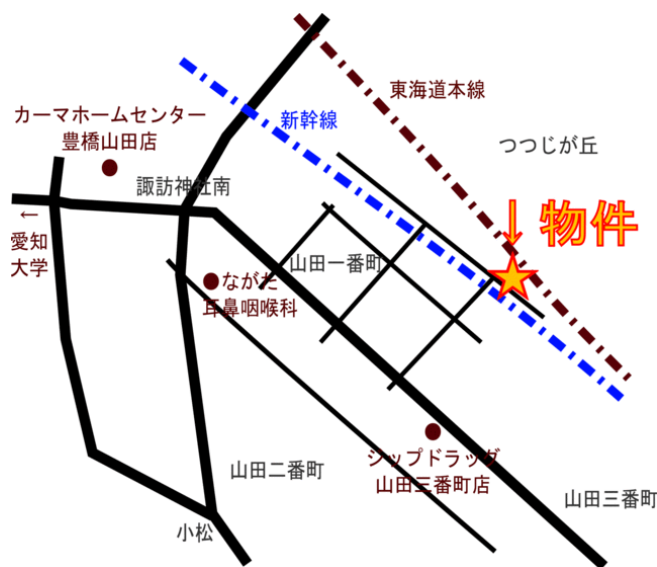 東海道本線
カーマホームセンター
豊橋山田店
新幹線
つつじが丘
諏訪神社南
←
愛知
大学
↓物件
山田一番町
ながた
耳鼻咽喉科
シップドラッグ
山田三番町店
山田二番町
山田三番町
小松